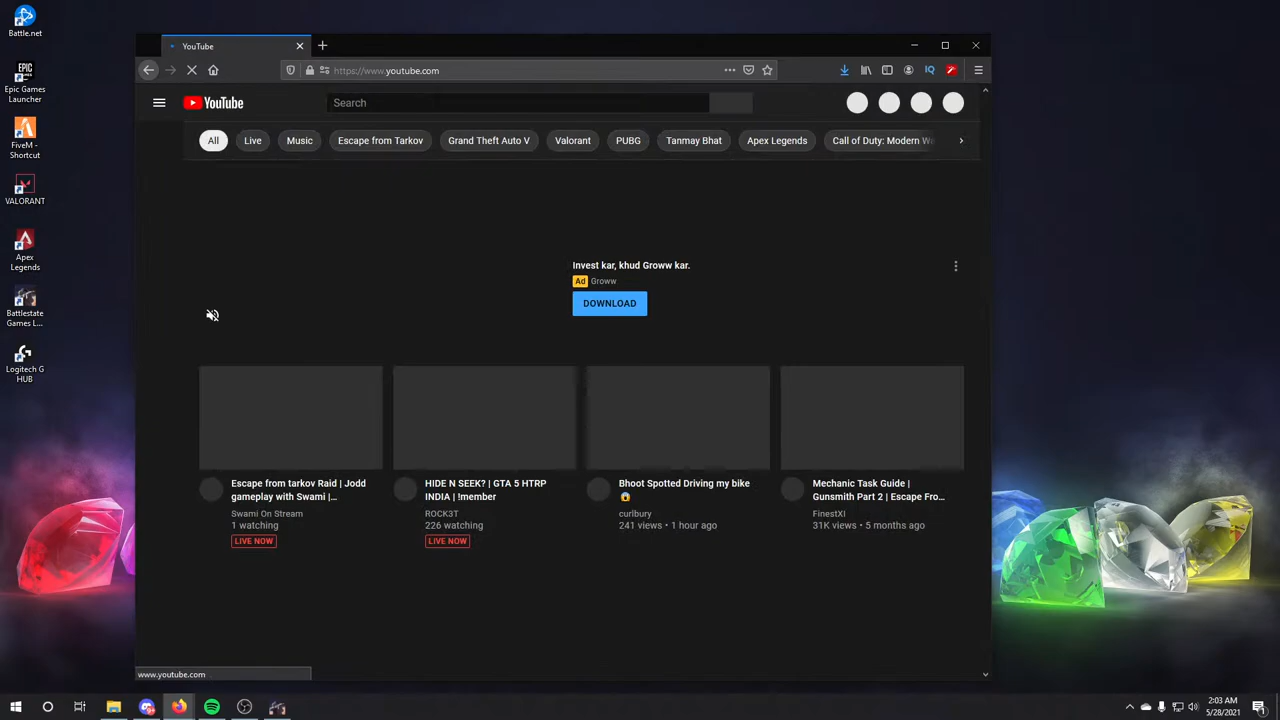 Battle.net
YouTube
EPIC
GAMES
https://www.youtube.com
IQ
Epic Games
Launcher
YouTube
Search
FiveM -
Shortcut
All
Live
Music
Escape from Tarkov
Grand Theft Auto V
Valorant
PUBG
Tanmay Bhat
Apex Legends
Call of Duty: Modern Wa
VALORANT
Apex
Legends
Invest kar, khud Groww kar.
Ad Groww
DOWNLOAD
Battlestate
Games L...
Logitech G
HUB
Escape from tarkov Raid | Jodd
gameplay with Swami |...
Swami On Stream
1 watching
LIVE NOW
HIDE N SEEK? | GTA 5 HTRP
INDIA | !member
ROCK3T
226 watching
LIVE NOW
Bhoot Spotted Driving my bike
😱
curlbury
241 views • 1 hour ago
Mechanic Task Guide |
Gunsmith Part 2 | Escape Fro...
FinestXI
31K views • 5 months ago
www.youtube.com
2:03 AM
5/28/2021
1